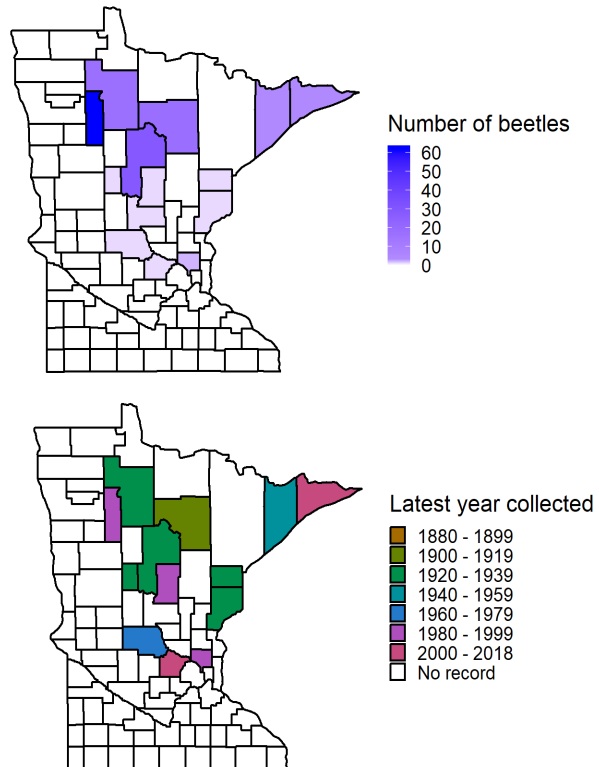 Number of beetles
60
50
40
30
20
10
0
Latest year collected
1880 - 1899
1900 - 1919
1920 - 1939
1940 - 1959
1960 - 1979
1980 - 1999
2000 - 2018
No record